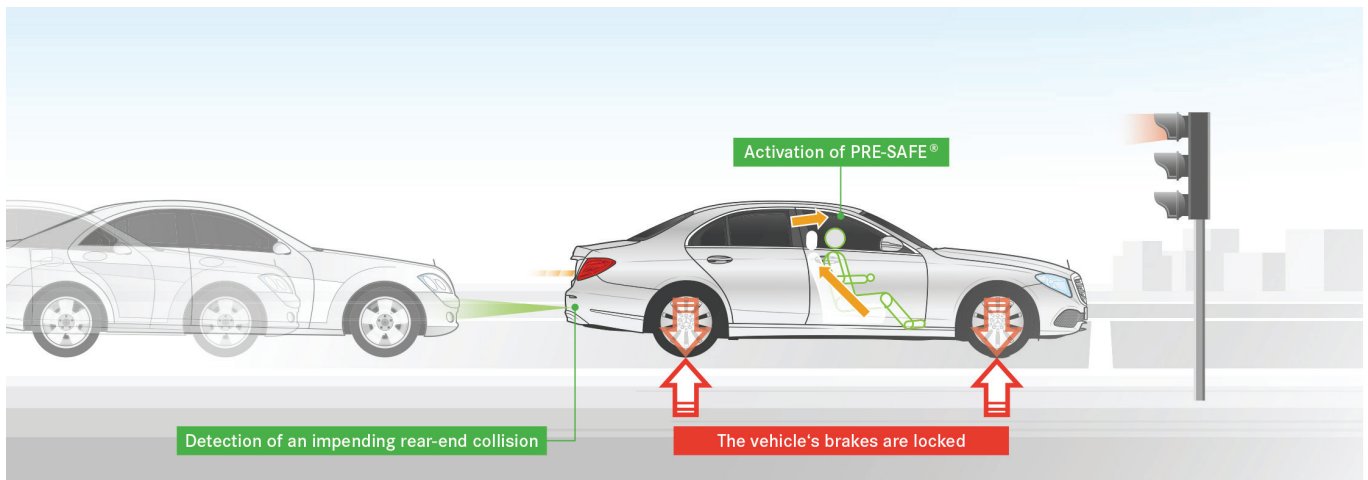 Activation of PRE-SAFE®
Detection of an impending rear-end collision
The vehicle‘s brakes are locked